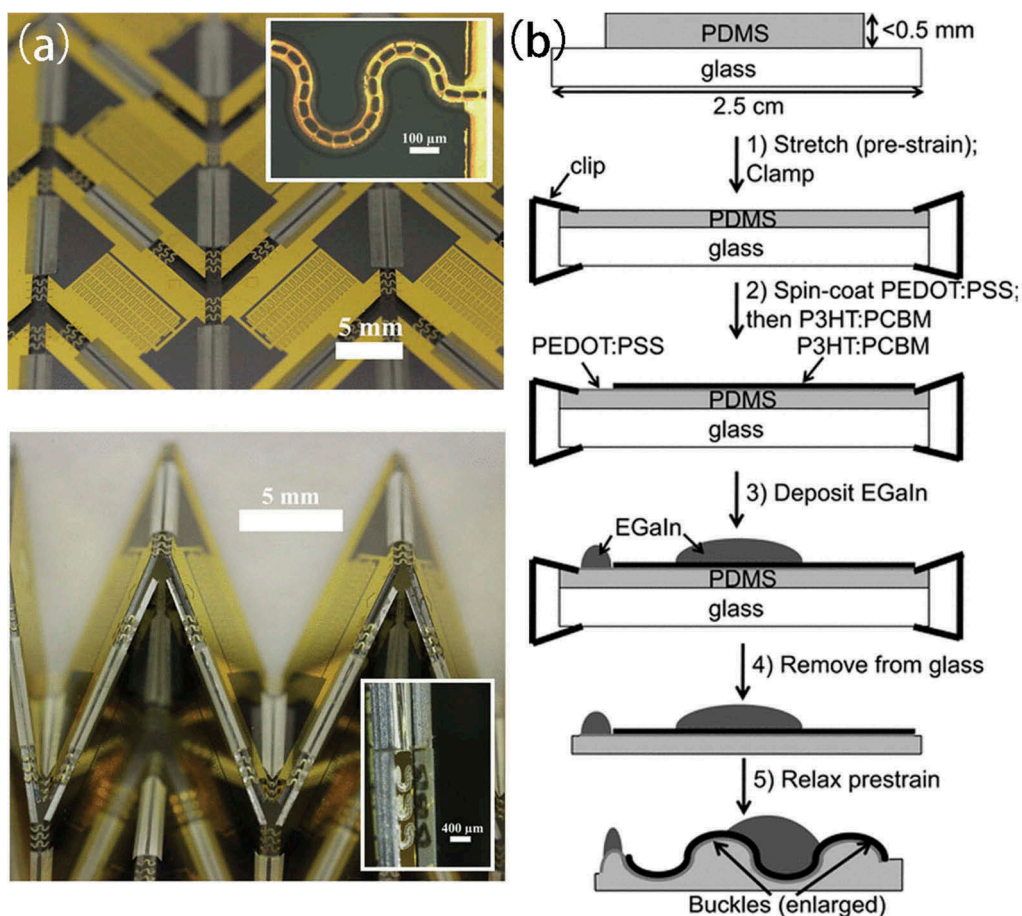 (a)
100 µm
5 mm
5 mm
400 µm
(b)
PDMS
<0.5 mm
glass
2.5 cm
1) Stretch (pre-strain);
Clamp
clip
PDMS
glass
2) Spin-coat PEDOT:PSS;
then P3HT:PCBM
PEDOT:PSS
P3HT:PCBM
PDMS
glass
3) Deposit EGaIn
EGaIn
PDMS
glass
4) Remove from glass
5) Relax prestrain
Buckles (enlarged)